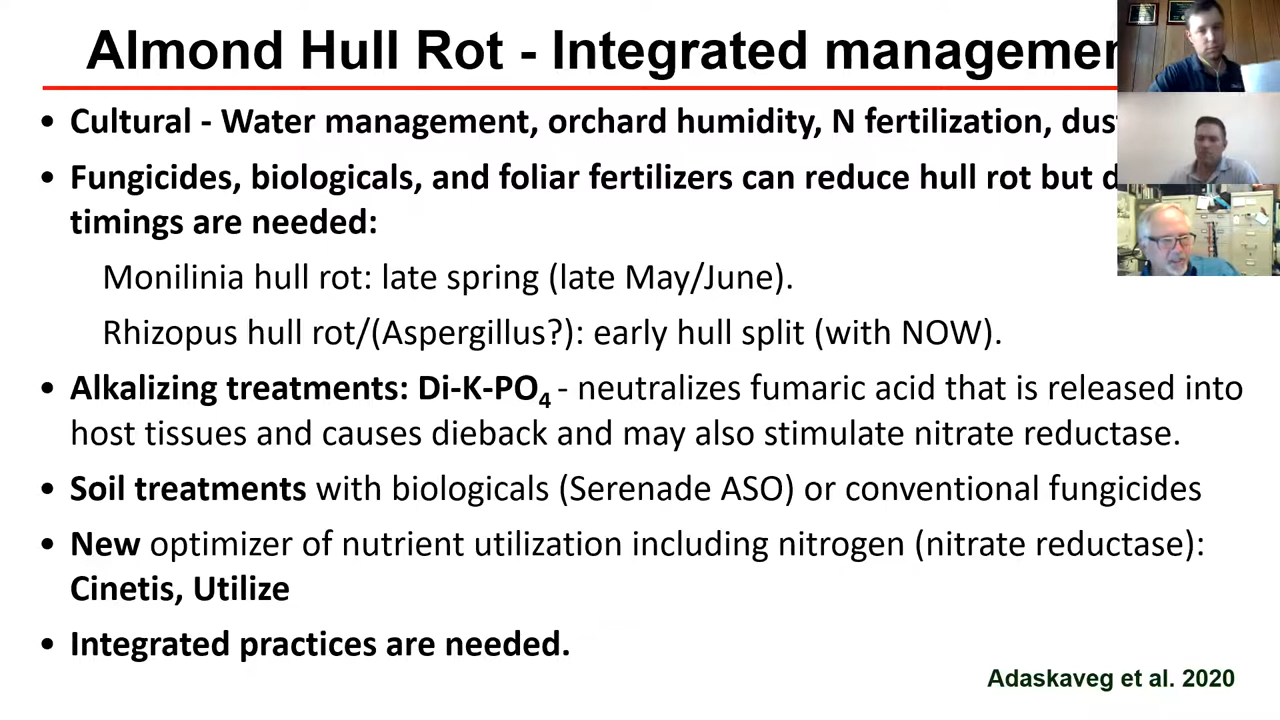 Almond Hull Rot - Integrated
• Cultural - Water management, orchard humidity, N fertilization,
• Fungicides, biologicals, and foliar fertilizers can reduce hull rot but
timings are needed:
Monilinia hull rot: late spring (late May/June).
Rhizopus hull rot/(Aspergillus?): early hull split (with NOW).
• Alkalizing treatments: Di-K-PO4 - neutralizes fumaric acid that is released into
host tissues and causes dieback and may also stimulate nitrate reductase.
• Soil treatments with biologicals (Serenade ASO) or conventional fungicides
• New optimizer of nutrient utilization including nitrogen (nitrate reductase):
Cinetis, Utilize
• Integrated practices are needed.
Adaskaveg et al. 2020